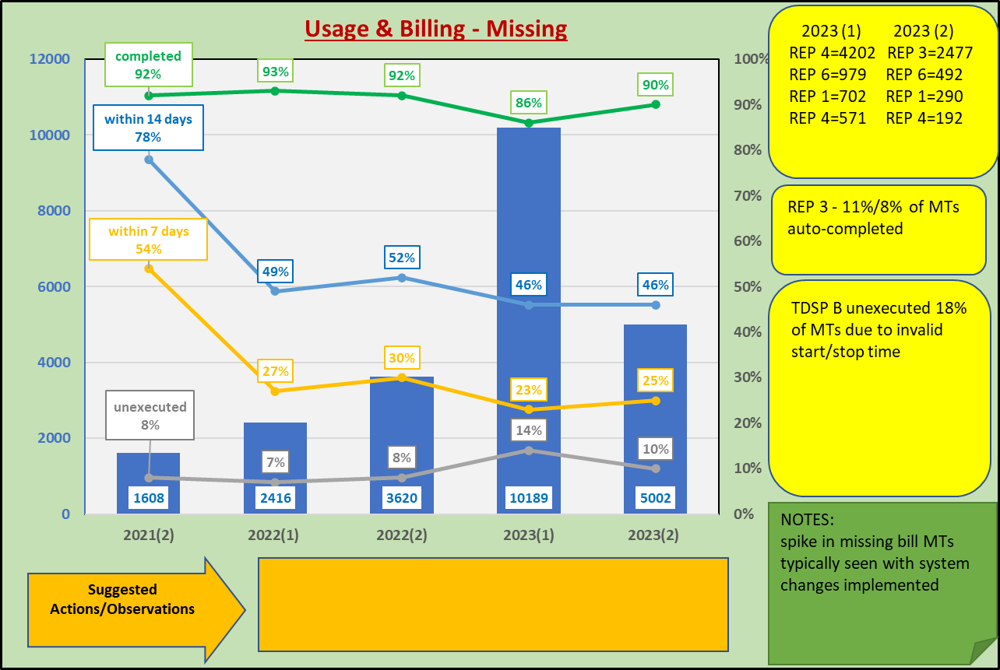 Usage & Billing - Missing
12000
10000
8000
6000
4000
2000
0
100%
90%
80%
70%
60%
50%
40%
30%
20%
10%
0%
completed
92%
93%
92%
86%
90%
within 14 days
78%
49%
52%
46%
46%
within 7 days
54%
27%
30%
23%
25%
unexecuted
8%
7%
8%
14%
10%
1608
2416
3620
10189
5002
2021(2)
2022(1)
2022(2)
2023(1)
2023(2)
2023 (1) 2023 (2)
REP 4=4202 REP 3=2477
REP 6=979 REP 6=492
REP 1=702 REP 1=290
REP 4=571 REP 4=192
REP 3 - 11%/8% of MTs
auto-completed
TDSP B unexecuted 18%
of MTs due to invalid
start/stop time
NOTES:
spike in missing bill MTs
typically seen with system
changes implemented
Suggested
Actions/Observations